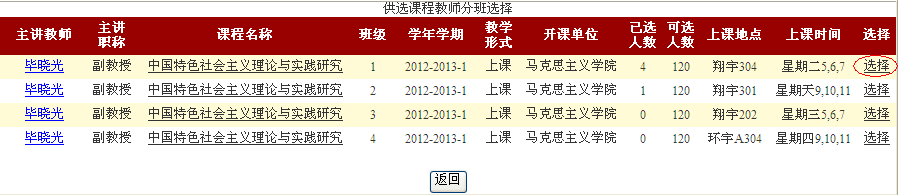 供选课程教师分班选择
主讲教师 主讲职称 课程名称 班级 学年学期 教学形式 开课单位 已选人数 可选人数 上课地点 上课时间 选择
毕晓光 副教授 中国特色社会主义理论与实践研究 1 2012-2013-1 上课 马克思主义学院 4 120 翔宇304 星期二5,6,7 选择
毕晓光 副教授 中国特色社会主义理论与实践研究 2 2012-2013-1 上课 马克思主义学院 1 120 翔宇301 星期天9,10,11 选择
毕晓光 副教授 中国特色社会主义理论与实践研究 3 2012-2013-1 上课 马克思主义学院 0 120 翔宇202 星期三5,6,7 选择
毕晓光 副教授 中国特色社会主义理论与实践研究 4 2012-2013-1 上课 马克思主义学院 0 120 环宇A304 星期四9,10,11 选择
返回